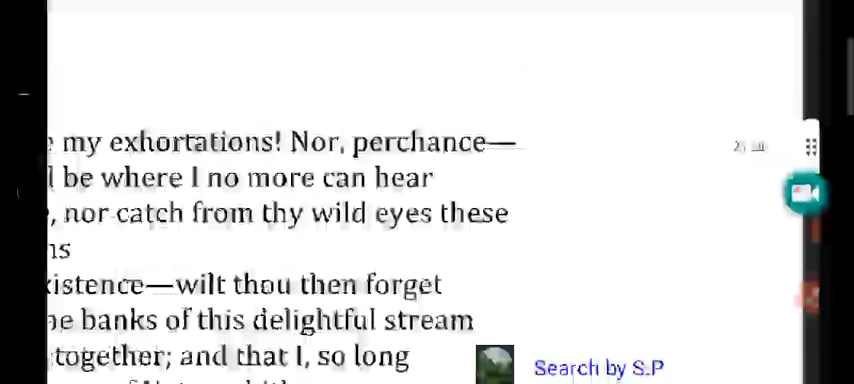 my exhortations! Nor, perchance—
be where I no more can hear
nor catch from thy wild eyes these
—wilt thou then forget
banks of this delightful stream
together; and that I, so long
Search by S.P